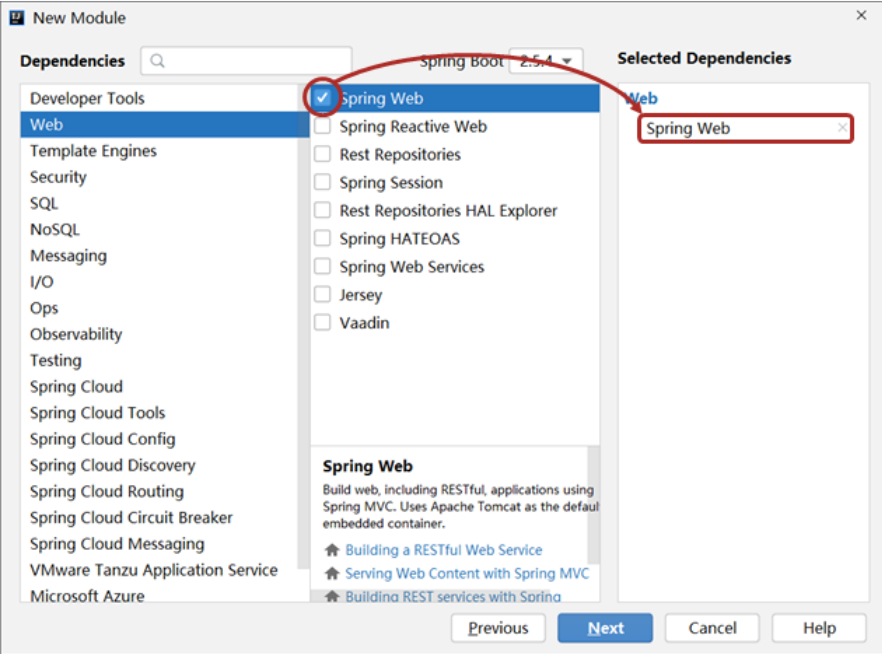 New Module
Dependencies
Spring Boot 2.5.4
Selected Dependencies
Developer Tools
Web
Template Engines
Security
SQL
NoSQL
Messaging
I/O
Ops
Observability
Testing
Spring Cloud
Spring Cloud Tools
Spring Cloud Config
Spring Cloud Discovery
Spring Cloud Routing
Spring Cloud Circuit Breaker
Spring Cloud Messaging
VMware Tanzu Application Service
Microsoft Azure
Spring Web
Spring Reactive Web
Rest Repositories
Spring Session
Rest Repositories HAL Explorer
Spring HATEOAS
Spring Web Services
Jersey
Vaadin
Spring Web
Build web, including RESTful, applications using
Spring MVC. Uses Apache Tomcat as the defaul
embedded container.
Building a RESTful Web Service
Serving Web Content with Spring MVC
Building REST services with Spring
Web
Spring Web
Previous
Next
Cancel
Help